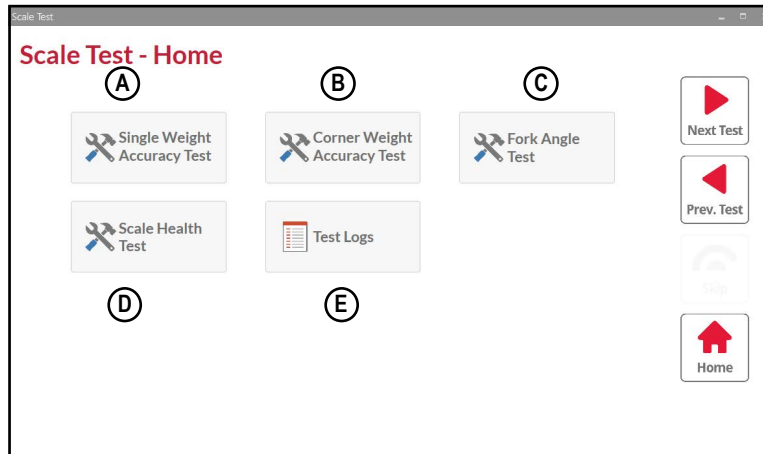 Scale Test
Scale Test - Home
A
B
C
Single Weight
Accuracy Test
Corner Weight
Accuracy Test
Fork Angle
Test
Next Test
Prev. Test
Scale Health
Test
Test Logs
Skip
D
E
Home